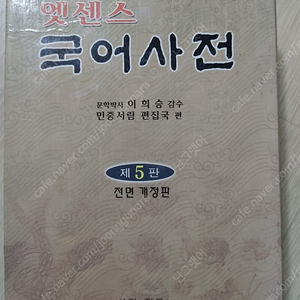 엣센스
국어사전
문학박사 이희승 감수
민중서림 편집국 편
제5판
전면 개정판